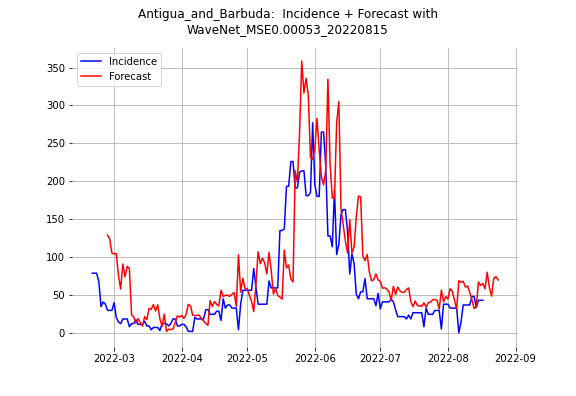 Antigua_and_Barbuda:  Incidence + Forecast with
WaveNet_MSE0.00053_20220815
Incidence
Forecast
350
300
250
200
150
100
50
0
2022-03 2022-04 2022-05 2022-06 2022-07 2022-08 2022-09